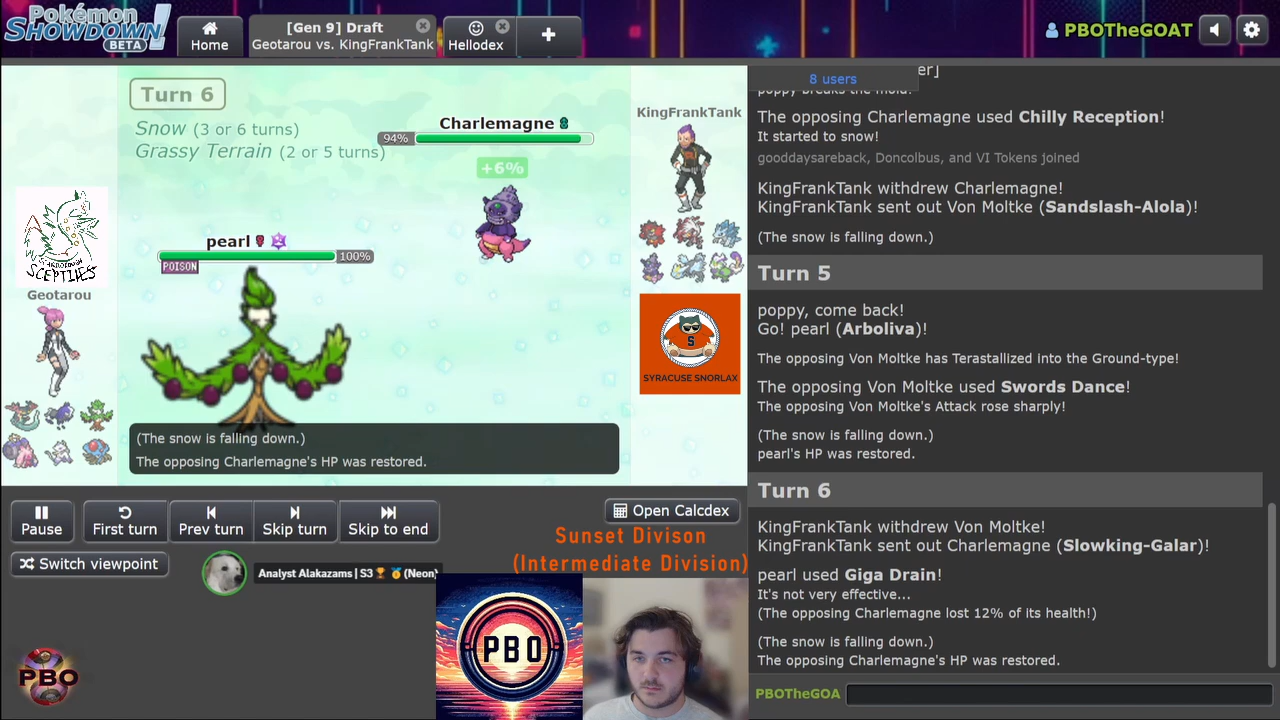 Pokémon
SHOWDOWN!
BETA
Home
[Gen 9] Draft
Geotarou vs. KingFrankTank
Hellodex
PBOTheGOAT
Turn 6
Snow (3 or 6 turns)
Grassy Terrain (2 or 5 turns)
Charlemagne
94%
+6%
pearl
100%
POISON
(The snow is falling down.)
The opposing Charlemagne's HP was restored.
SCEPTILES
Geotarou
KingFrankTank
S
SYRACUSE SNORLAX
8 users
er]
poppy breaks the mold!
The opposing Charlemagne used Chilly Reception!
It started to snow!
gooddaysareback, Doncolbus, and VI Tokens joined
KingFrankTank withdrew Charlemagne!
KingFrankTank sent out Von Moltke (Sandslash-Alola)!
(The snow is falling down.)
Turn 5
poppy, come back!
Go! pearl (Arboliva)!
The opposing Von Moltke has Terastallized into the Ground-type!
The opposing Von Moltke used Swords Dance!
The opposing Von Moltke's Attack rose sharply!
(The snow is falling down.)
pearl's HP was restored.
Turn 6
KingFrankTank withdrew Von Moltke!
KingFrankTank sent out Charlemagne (Slowking-Galar)!
pearl used Giga Drain!
It's not very effective...
(The opposing Charlemagne lost 12% of its health!)
(The snow is falling down.)
The opposing Charlemagne's HP was restored.
PBOTheGOA
Pause
First turn
Prev turn
Skip turn
Skip to end
Open Calcdex
Switch viewpoint
Sunset Divison
(Intermediate Division)
Analyst Alakazams | S3🏆 🏅(Neon)
PBO
PBO